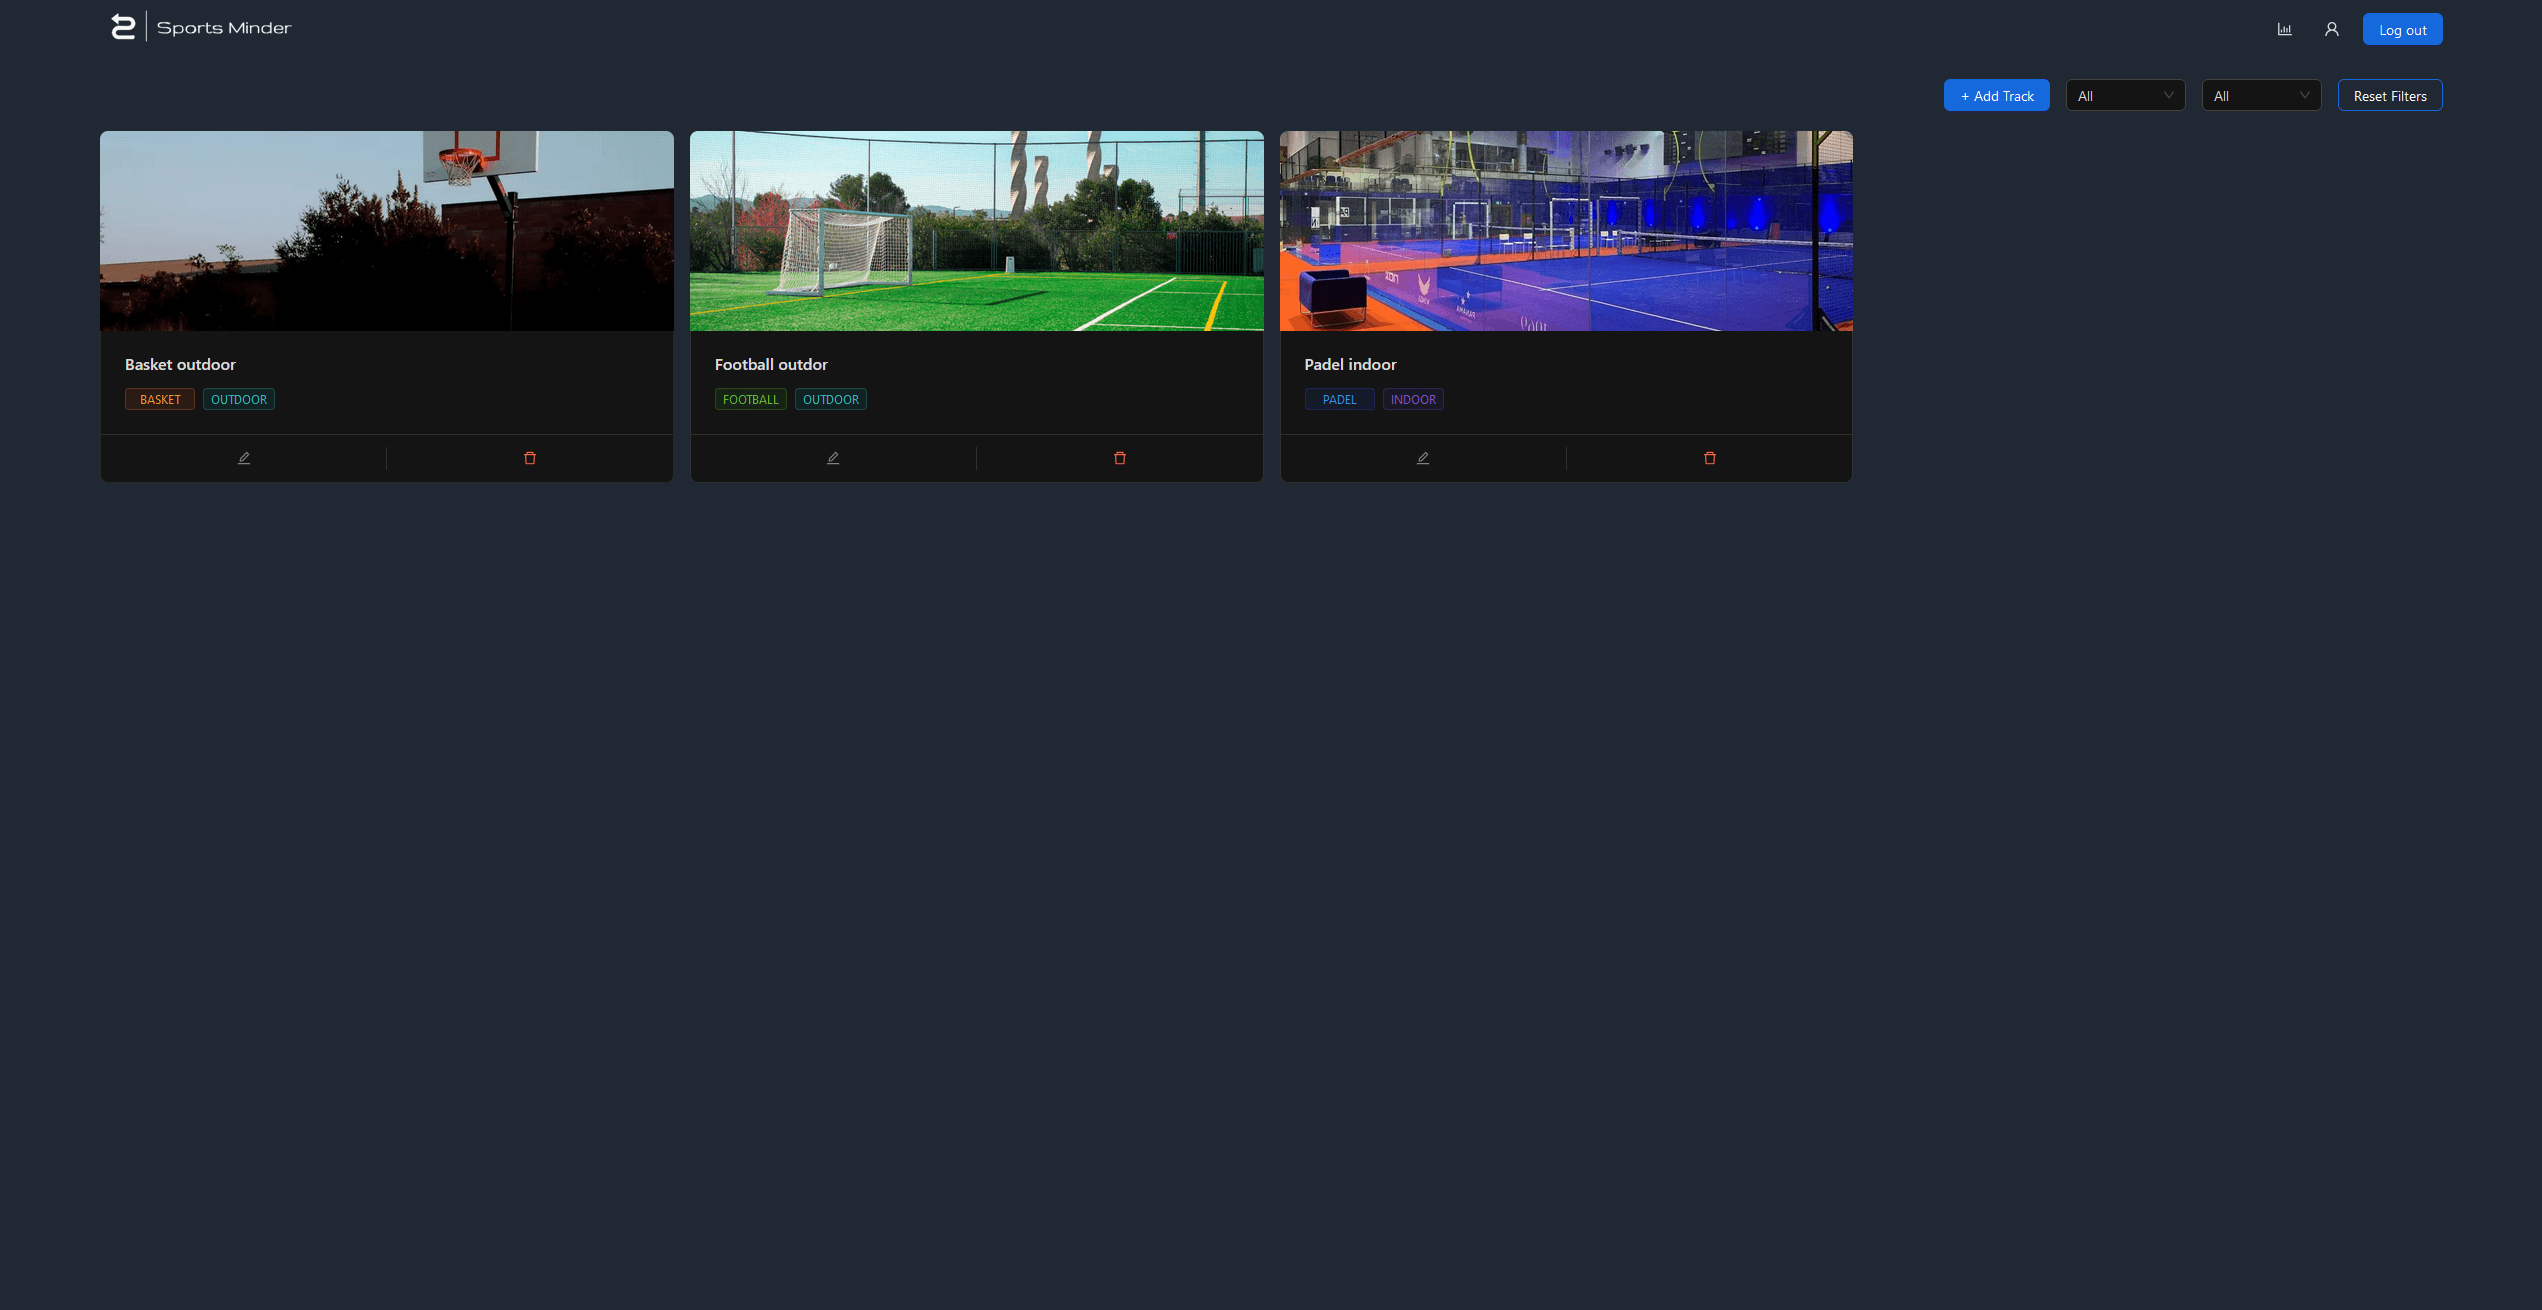 Sports Minder
Log out
+ Add Track
All
All
Reset Filters
Basket outdoor
BASKET
OUTDOOR
Football outdor
FOOTBALL
OUTDOOR
Padel indoor
PADEL
INDOOR